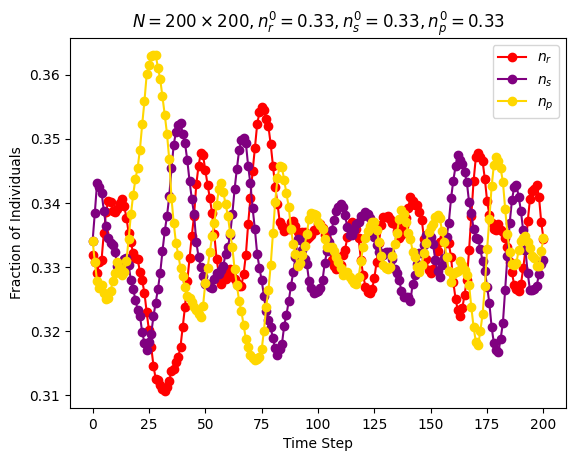 N = 200 × 200, n_r^0 = 0.33, n_s^0 = 0.33, n_p^0 = 0.33
n_r
n_s
n_p
Fraction of Individuals
0.36
0.35
0.34
0.33
0.32
0.31
0 25 50 75 100 125 150 175 200
Time Step